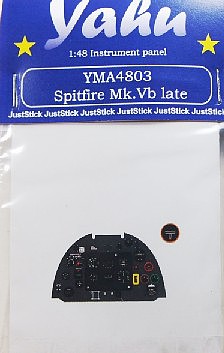 Yahu
1:48 Instrument panel
YMA4803
Spitfire Mk.Vb late
JustStick JustStick JustStick JustStick JustStick